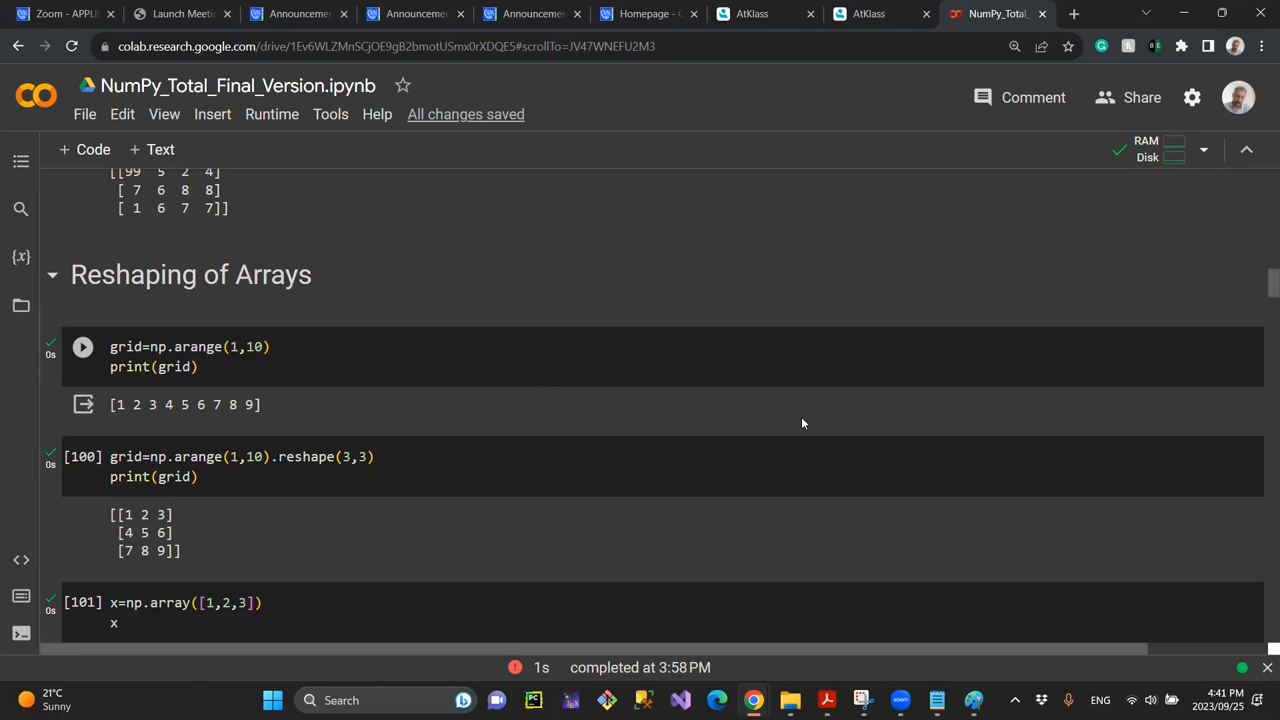 Zoom - APPLI
Launch Meeti
Announcemen
Announcemen
Announcemen
Homepage - C
AtKlass
AtKlass
NumPy_Total_
colab.research.google.com/drive/1Ev6WLZMnSCjOE9gB2bmotUSmx0rXDQE5#scrollTo=JV47WNEFU2M3
NumPy_Total_Final_Version.ipynb
Comment
Share
File Edit View Insert Runtime Tools Help All changes saved
+ Code + Text
RAM
Disk
[[99 5 2 4]
[ 7 6 8 8]
[ 1 6 7 7]]
Reshaping of Arrays
grid=np.arange(1,10)
0s
print(grid)
[1 2 3 4 5 6 7 8 9]
[100] grid=np.arange(1,10).reshape(3,3)
0s
print(grid)
[[1 2 3]
[4 5 6]
[7 8 9]]
[101] x=np.array([1,2,3])
0s
x
1s completed at 3:58 PM
21°C
Sunny
Search
ENG
4:41 PM
2023/09/25